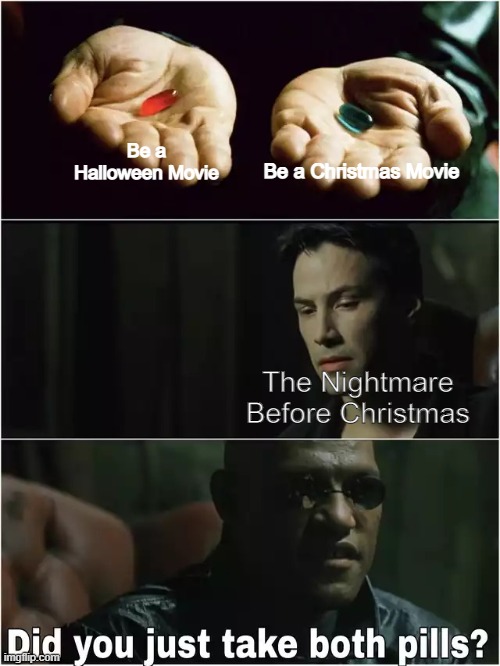 Be a
Halloween Movie
Be a Christmas Movie
The Nightmare
Before Christmas
Did you just take both pills?
imgflip.com